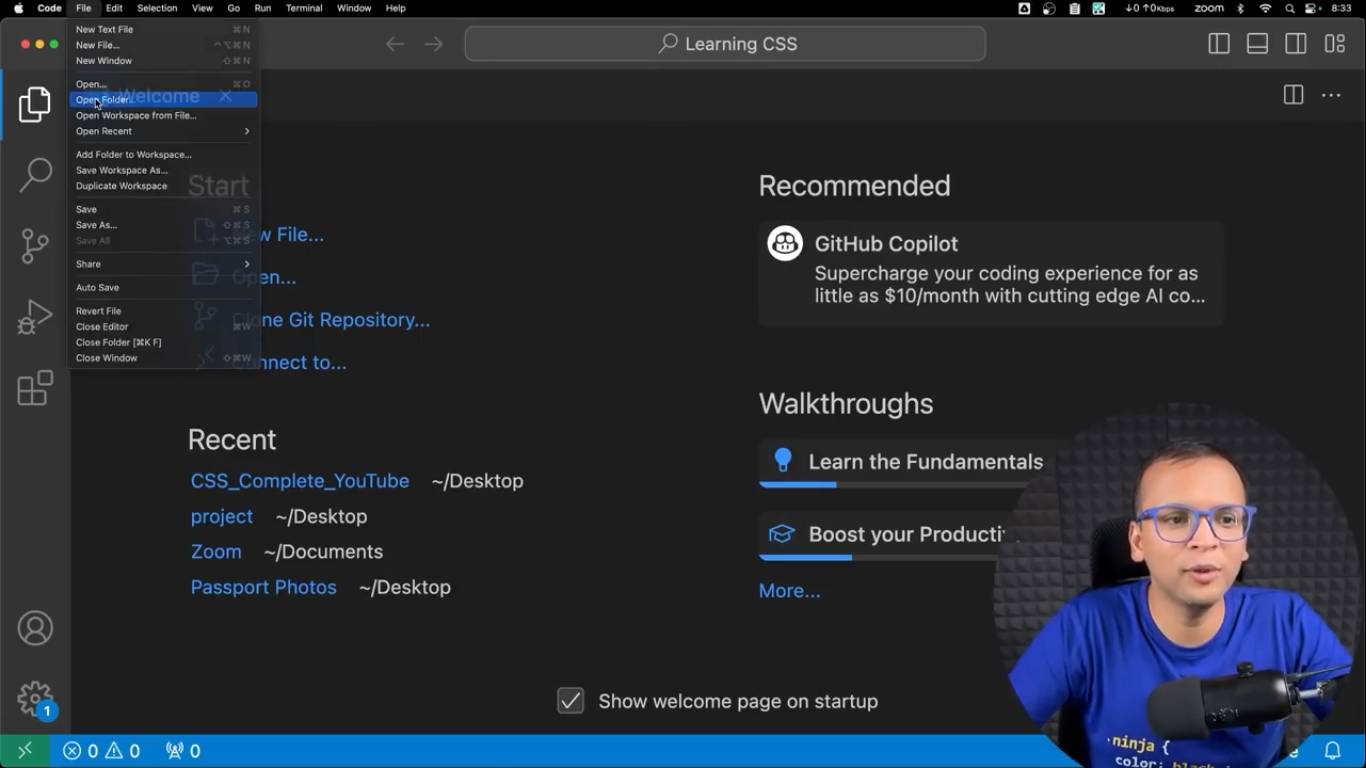 Code File Edit Selection View Go Run Terminal Window Help
↓0 ↑0Kbps zoom 8:33
New Text File ⌘N
New File... ⌃⌥⌘N
New Window ⇧⌘N
Open... ⌘O
Open Folder...
Open Workspace from File...
Open Recent >
Add Folder to Workspace...
Save Workspace As...
Duplicate Workspace
Save ⌘S
Save As... ⇧⌘S
Save All ⌥⌘S
Share >
Auto Save
Revert File
Close Editor ⌘W
Close Folder [⌘K F]
Close Window ⇧⌘W
Learning CSS
Welcome
Start
New File...
Open...
Clone Git Repository...
Connect to...
Recent
CSS_Complete_YouTube ~/Desktop
project ~/Desktop
Zoom ~/Documents
Passport Photos ~/Desktop
Recommended
GitHub Copilot
Supercharge your coding experience for as
little as $10/month with cutting edge AI co...
Walkthroughs
Learn the Fundamentals
Boost your Producti
More...
Show welcome page on startup
1
0 0 0
.ninja {
color: black